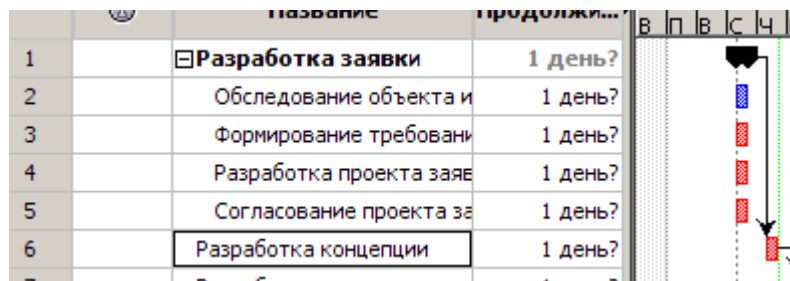 Название Продолжи...
В П В С Ч
1 Разработка заявки 1 день?
2 Обследование объекта и 1 день?
3 Формирование требовани 1 день?
4 Разработка проекта заяв 1 день?
5 Согласование проекта за 1 день?
6 Разработка концепции 1 день?